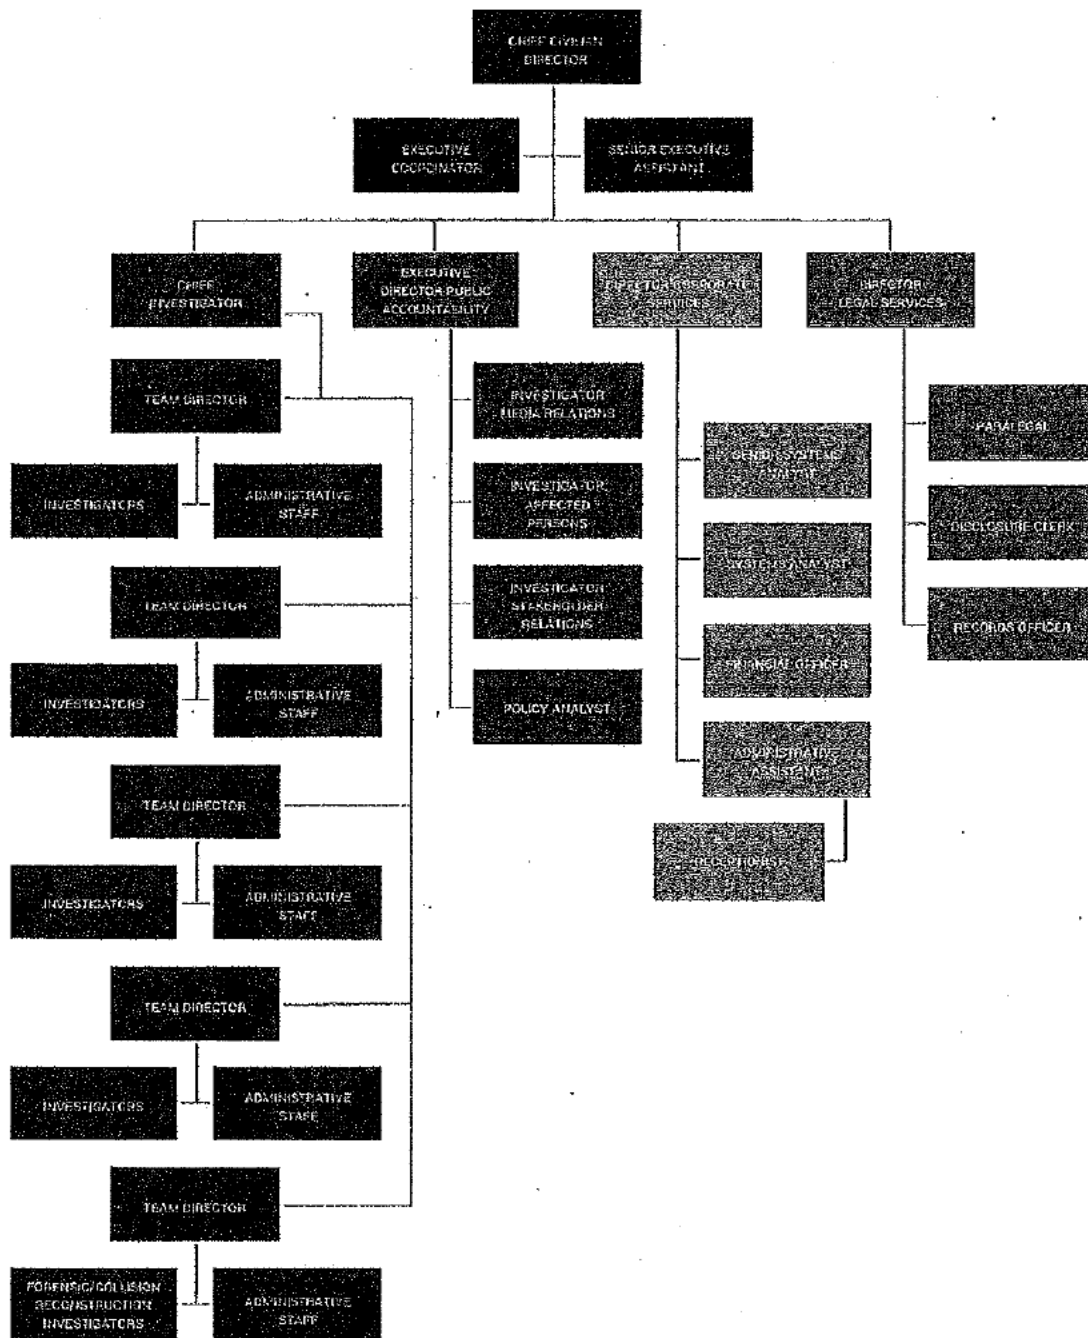 CHIEF CIVILIAN
DIRECTOR
EXECUTIVE
COORDINATOR
SENIOR EXECUTIVE
ASSISTANT
CHIEF
INVESTIGATOR
EXECUTIVE
DIRECTOR PUBLIC
ACCOUNTABILITY
DIRECTOR CORPORATE
SERVICES
DIRECTOR
LEGAL SERVICES
TEAM DIRECTOR
INVESTIGATORS
ADMINISTRATIVE
STAFF
TEAM DIRECTOR
INVESTIGATORS
ADMINISTRATIVE
STAFF
TEAM DIRECTOR
INVESTIGATORS
ADMINISTRATIVE
STAFF
TEAM DIRECTOR
INVESTIGATORS
ADMINISTRATIVE
STAFF
TEAM DIRECTOR
FORENSIC/COLLISION
RECONSTRUCTION
INVESTIGATORS
ADMINISTRATIVE
STAFF
INVESTIGATOR
MEDIA RELATIONS
INVESTIGATOR
AFFECTED
PERSONS
INVESTIGATOR
STAKEHOLDER
RELATIONS
POLICY ANALYST
SENIOR SYSTEMS
ANALYST
SYSTEMS ANALYST
FINANCIAL OFFICER
ADMINISTRATIVE
ASSISTANT
RECEPTIONIST
PARALEGAL
DISCLOSURE CLERK
RECORDS OFFICER